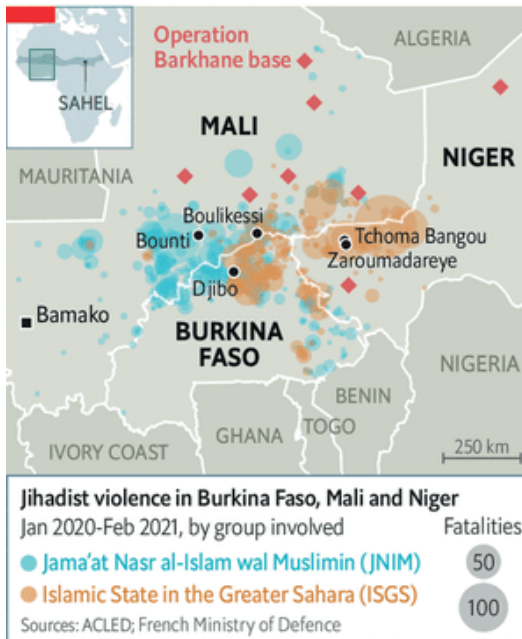 Operation
Barkhane base
ALGERIA
SAHEL
MALI
NIGER
MAURITANIA
Boulikessi
Bounti
Tchoma Bangou
Zaroumadareye
Djibo
Bamako
BURKINA
FASO
NIGERIA
BENIN
TOGO
GHANA
IVORY COAST
250 km
Jihadist violence in Burkina Faso, Mali and Niger
Jan 2020-Feb 2021, by group involved
Fatalities
Jama'at Nasr al-Islam wal Muslimin (JNIM)
50
Islamic State in the Greater Sahara (ISGS)
100
Sources: ACLED; French Ministry of Defence